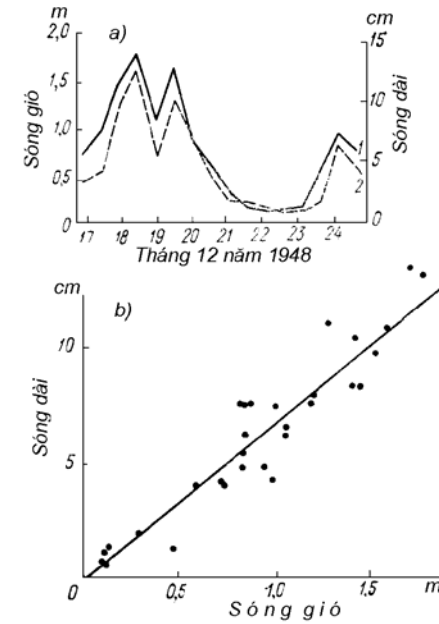 m
a)
cm
2,0
1,5
1,0
0,5
0
Sóng gió
15
10
5
0
Sóng dài
1
2
17 18 19 20 21 22 23 24
Tháng 12 năm 1948
cm
b)
10
5
0
Sóng dài
0,5 1,0 1,5 m
Sóng gió